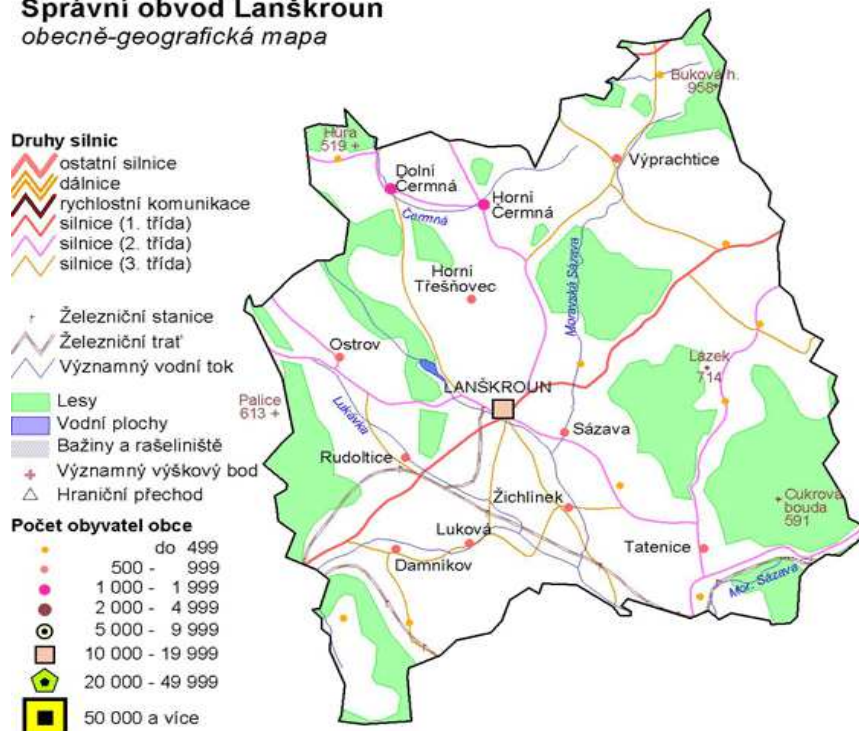 Správní obvod Lanškroun
obecně-geografická mapa
Druhy silnic
ostatní silnice
dálnice
rychlostní komunikace
silnice (1. třída)
silnice (2. třída)
silnice (3. třída)
Železniční stanice
Železniční trať
Významný vodní tok
Lesy
Vodní plochy
Bažiny a rašeliniště
Významný výškový bod
Hraniční přechod
Počet obyvatel obce
do 499
500 - 999
1 000 - 1 999
2 000 - 4 999
5 000 - 9 999
10 000 - 19 999
20 000 - 49 999
50 000 a více
Buková h.
958
Hůra
519
Výprachtice
Dolní
Čermná
Čermná
Horní
Čermná
Horní
Třešňovec
Moravská Sázava
Ostrov
Lázek
714
LANŠKROUN
Palice
613
Lukávka
Sázava
Rudoltice
Žichlínek
Cukrova
bouda
591
Luková
Damníkov
Tatenice
Mor. Sázava